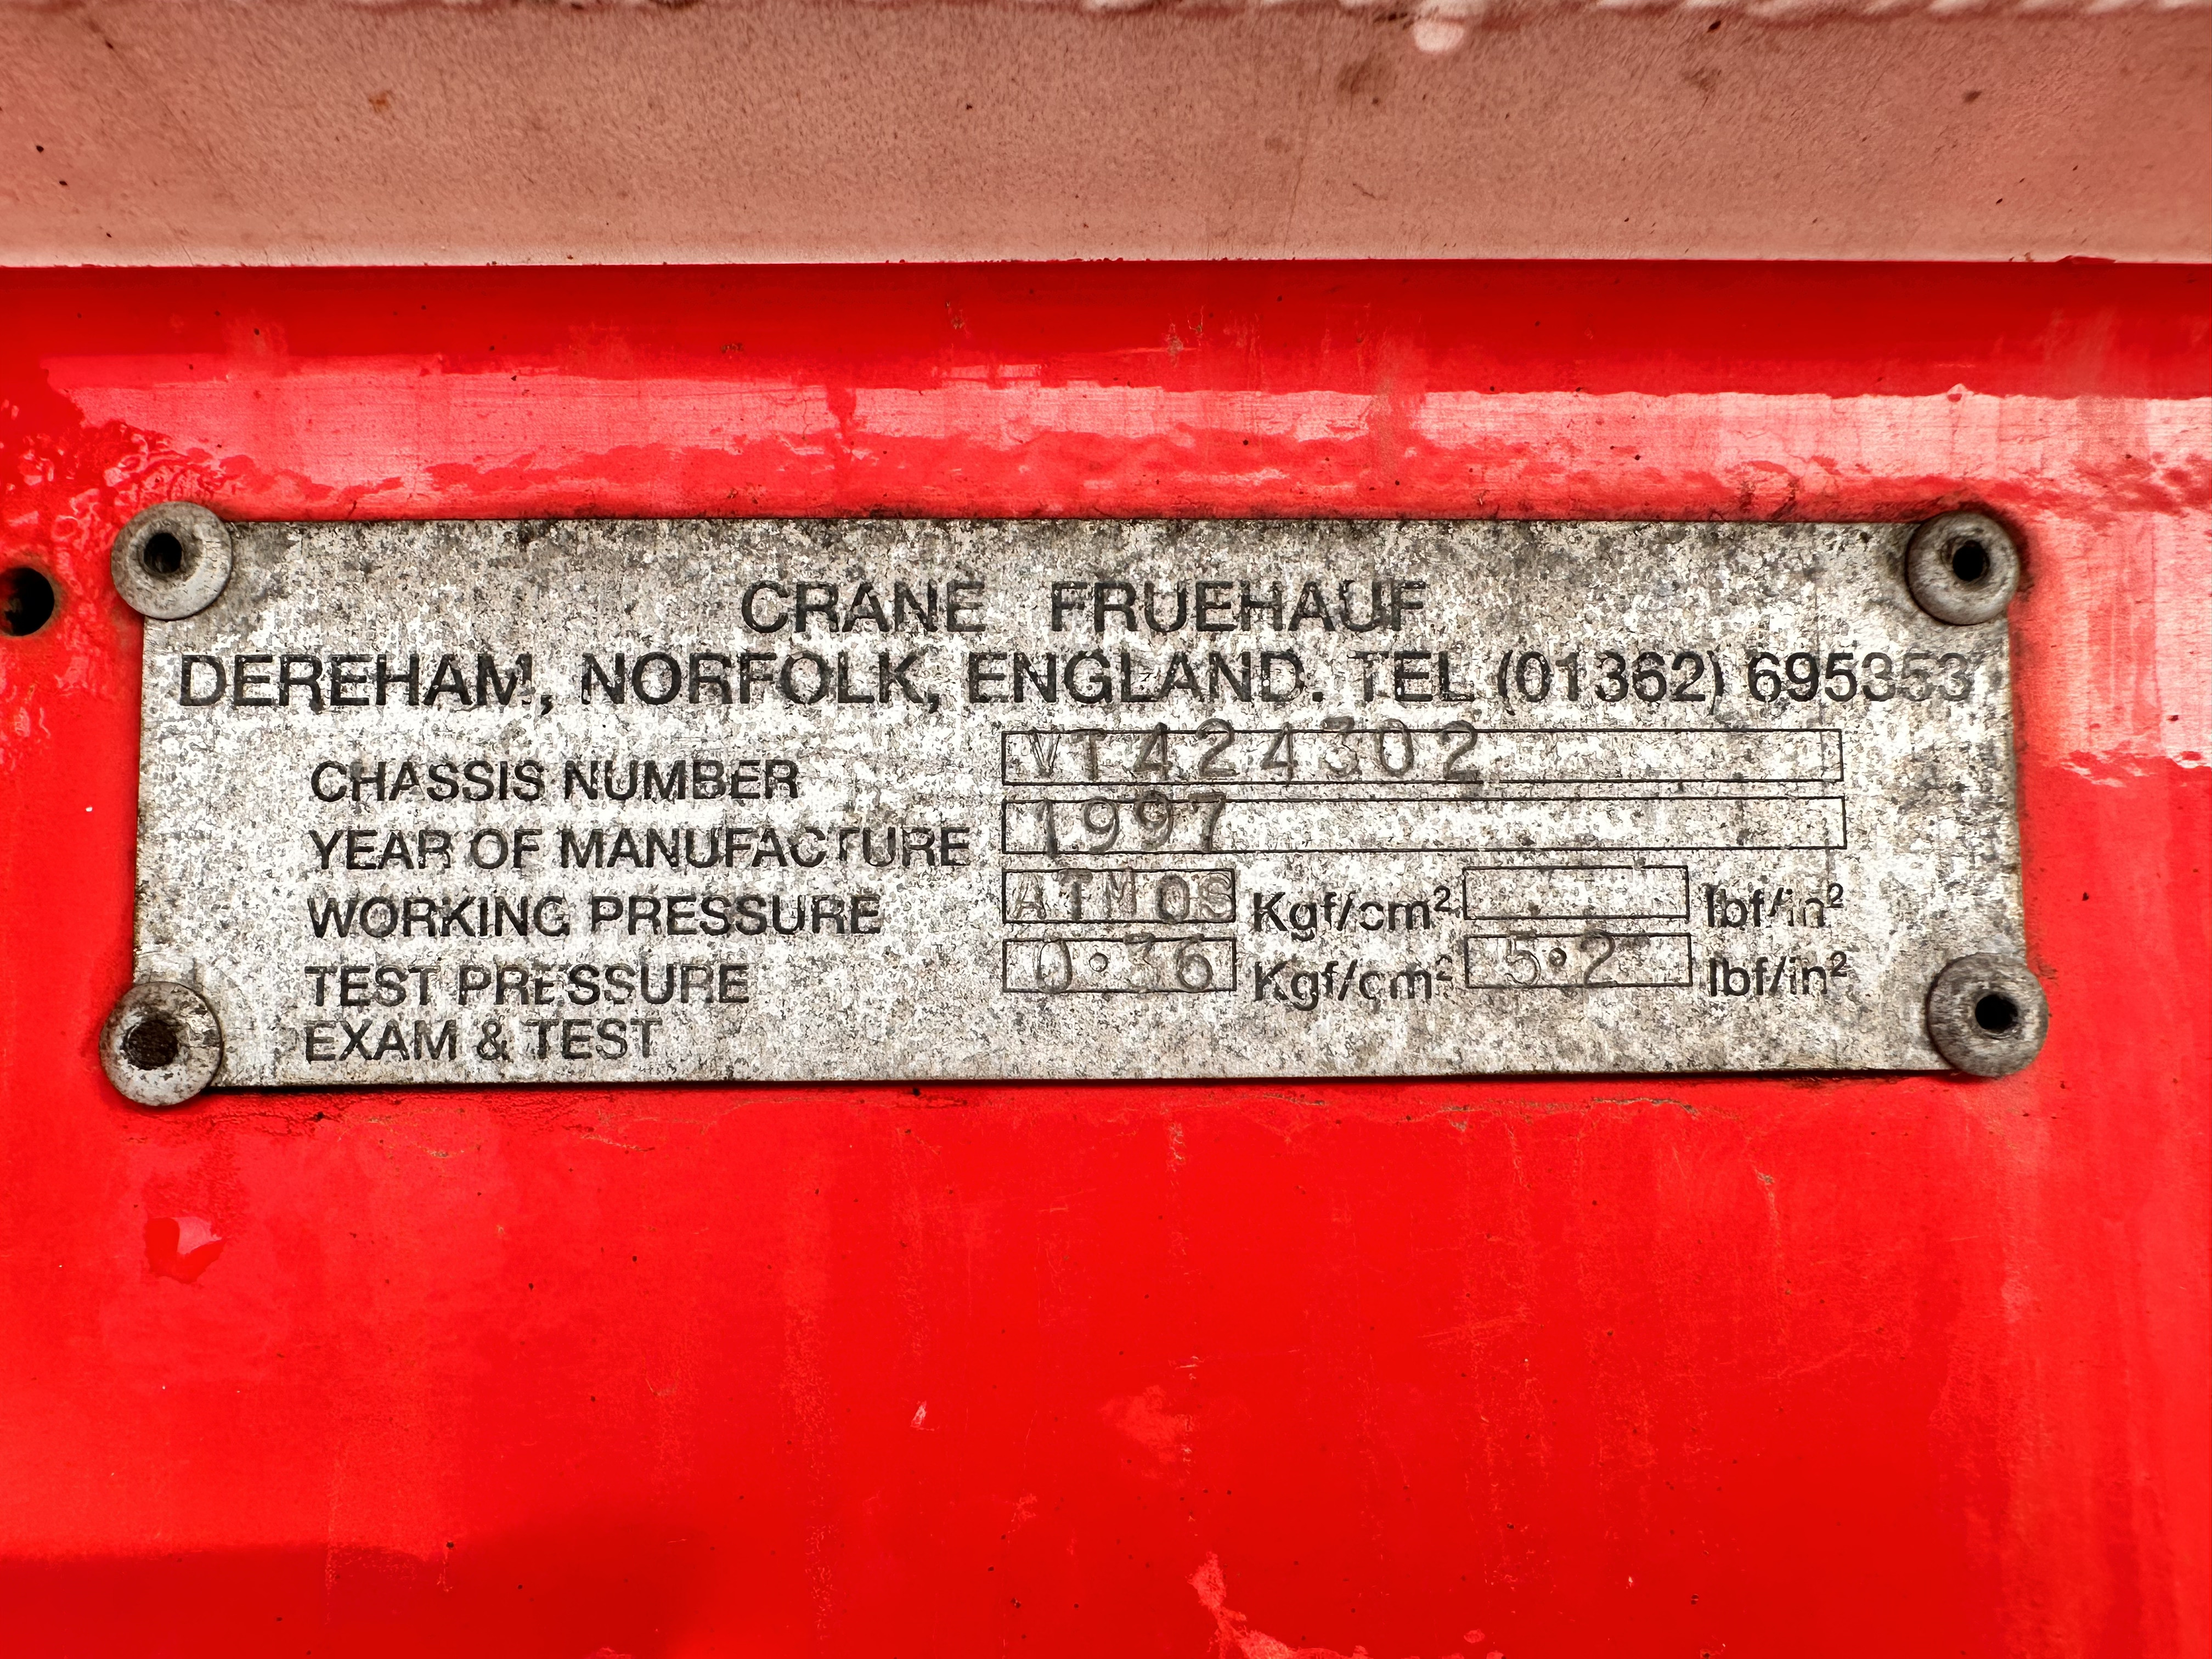 CRANE FRUEHAUF
DEREHAM, NORFOLK, ENGLAND. TEL (01362) 695353
CHASSIS NUMBER VT424302
YEAR OF MANUFACTURE 1997
WORKING PRESSURE ATMOS Kgf/cm² lbf/in²
TEST PRESSURE 0·36 Kgf/cm² 5·2 lbf/in²
EXAM & TEST